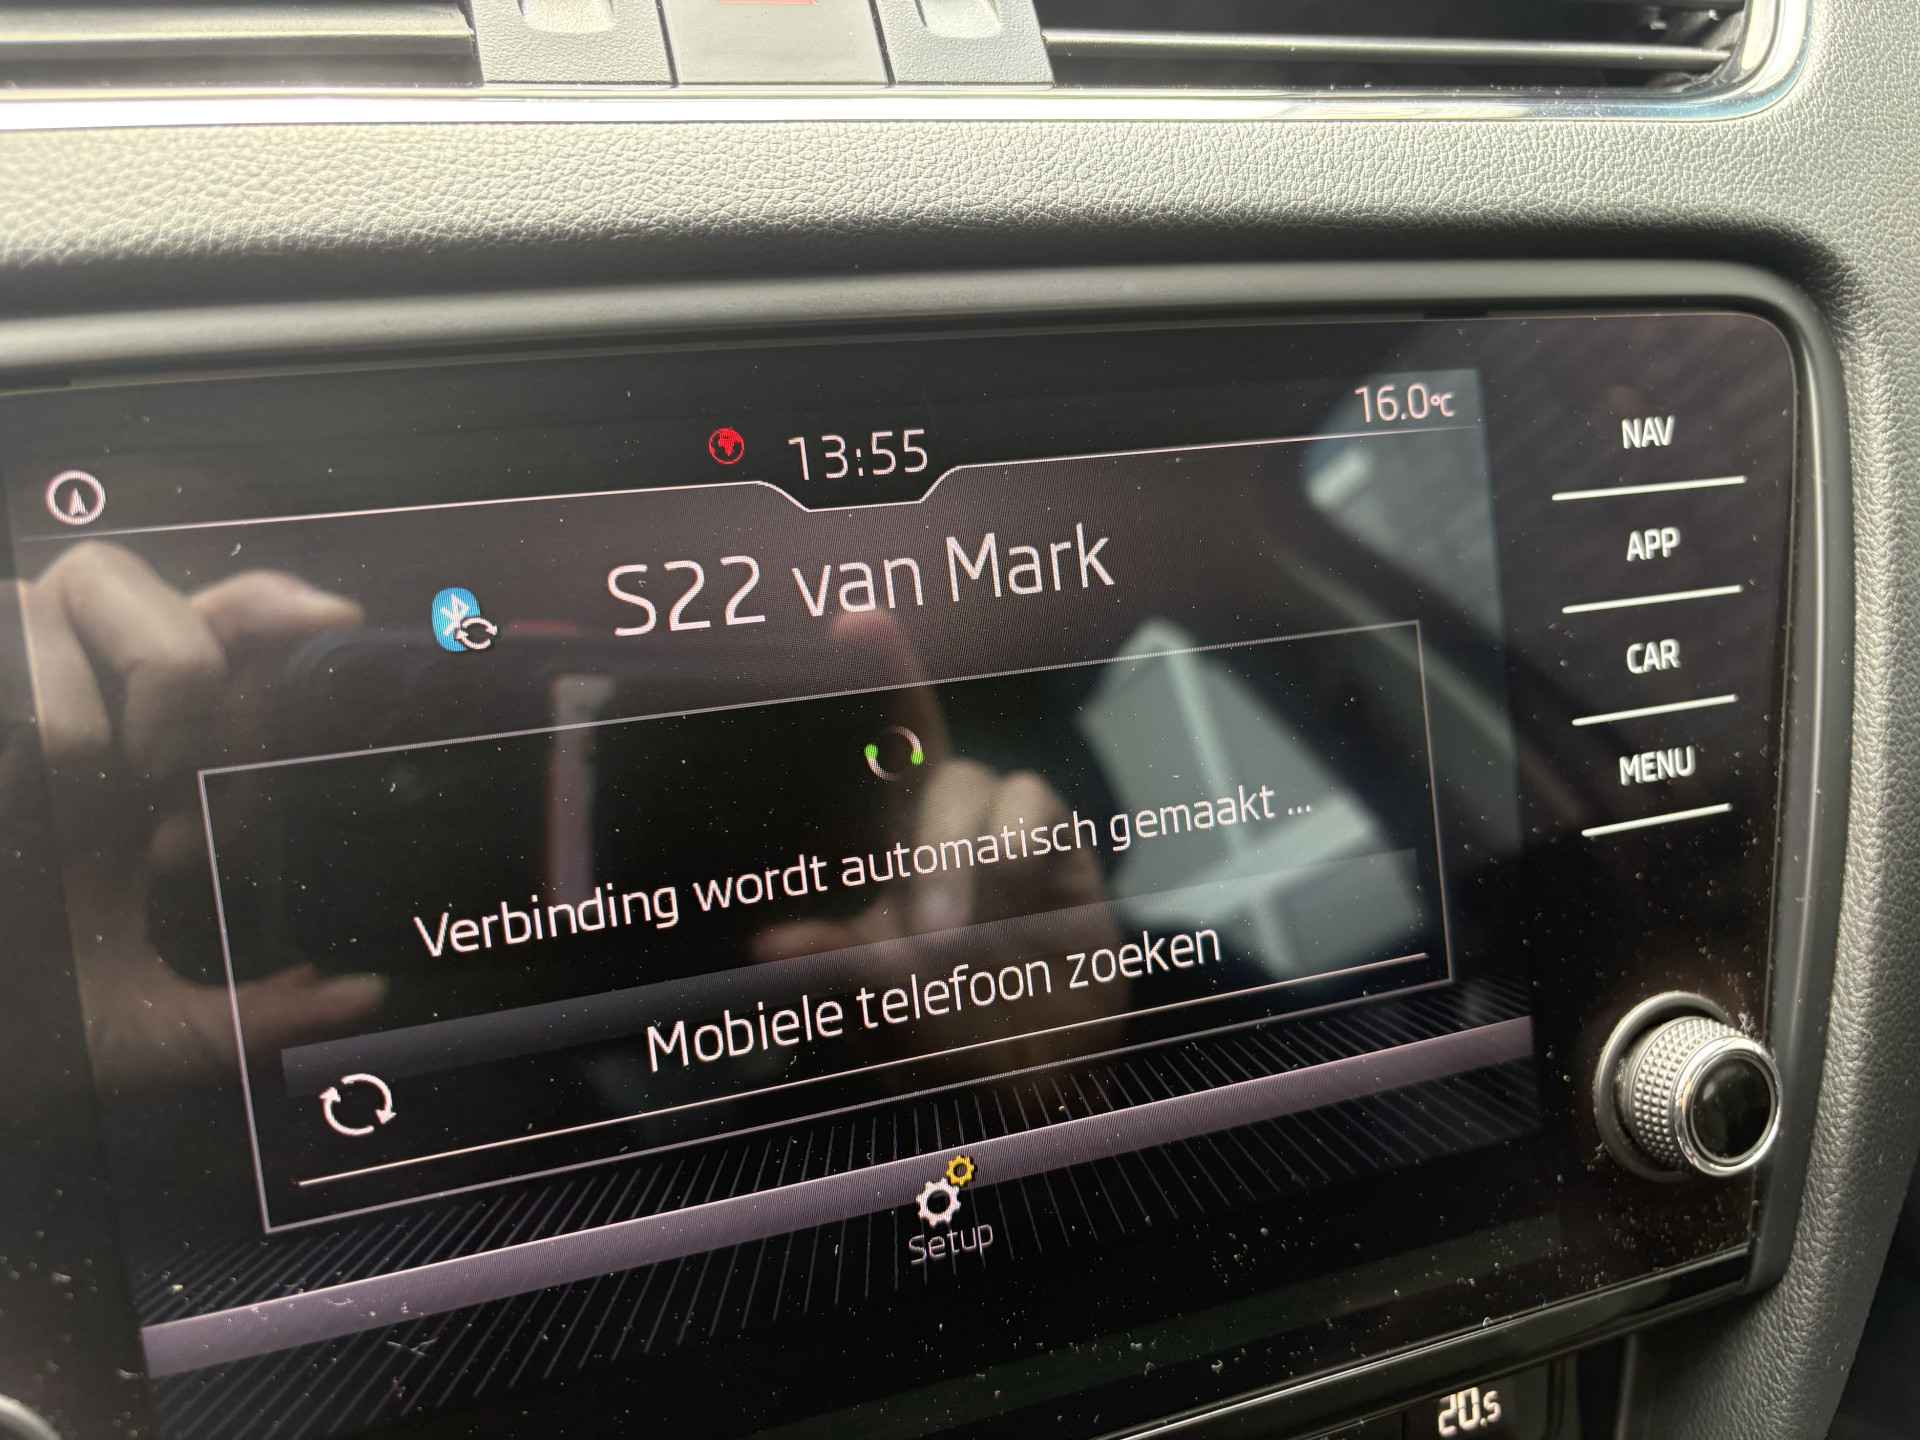 13:55
16.0°C
S22 van Mark
Verbinding wordt automatisch gemaakt ...
Mobiele telefoon zoeken
Setup
NAV
APP
CAR
MENU
20.5